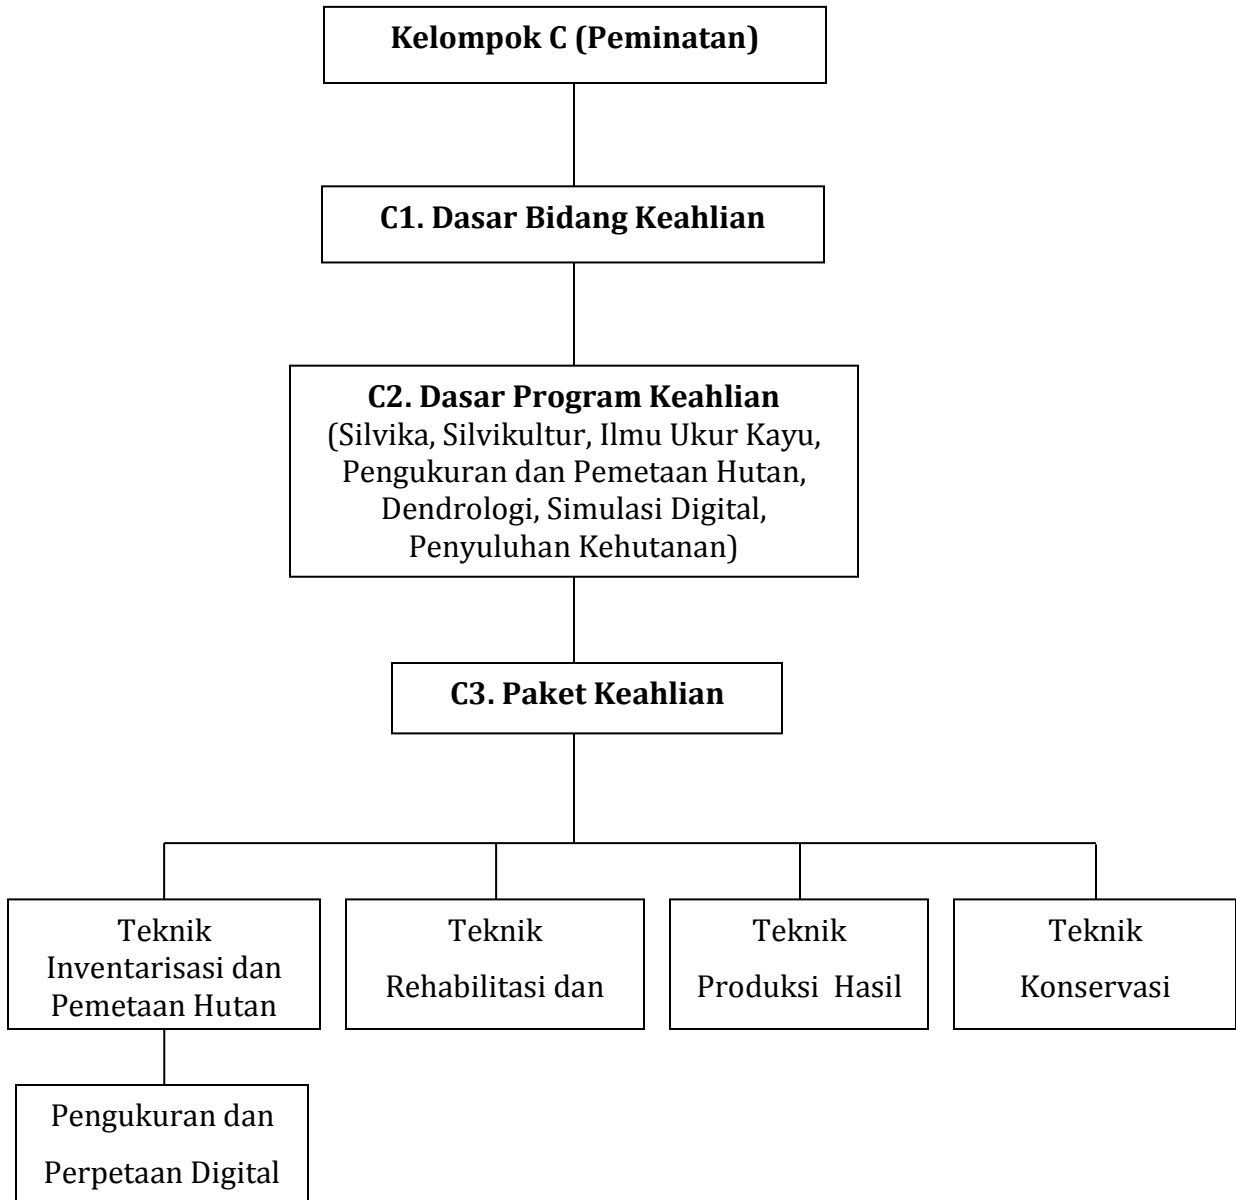 Kelompok C (Peminatan)
C1. Dasar Bidang Keahlian
C2. Dasar Program Keahlian
(Silvika, Silvikultur, Ilmu Ukur Kayu,
Pengukuran dan Pemetaan Hutan,
Dendrologi, Simulasi Digital,
Penyuluhan Kehutanan)
C3. Paket Keahlian
Teknik
Inventarisasi dan
Pemetaan Hutan
Teknik
Rehabilitasi dan
Teknik
Produksi Hasil
Teknik
Konservasi
Pengukuran dan
Perpetaan Digital